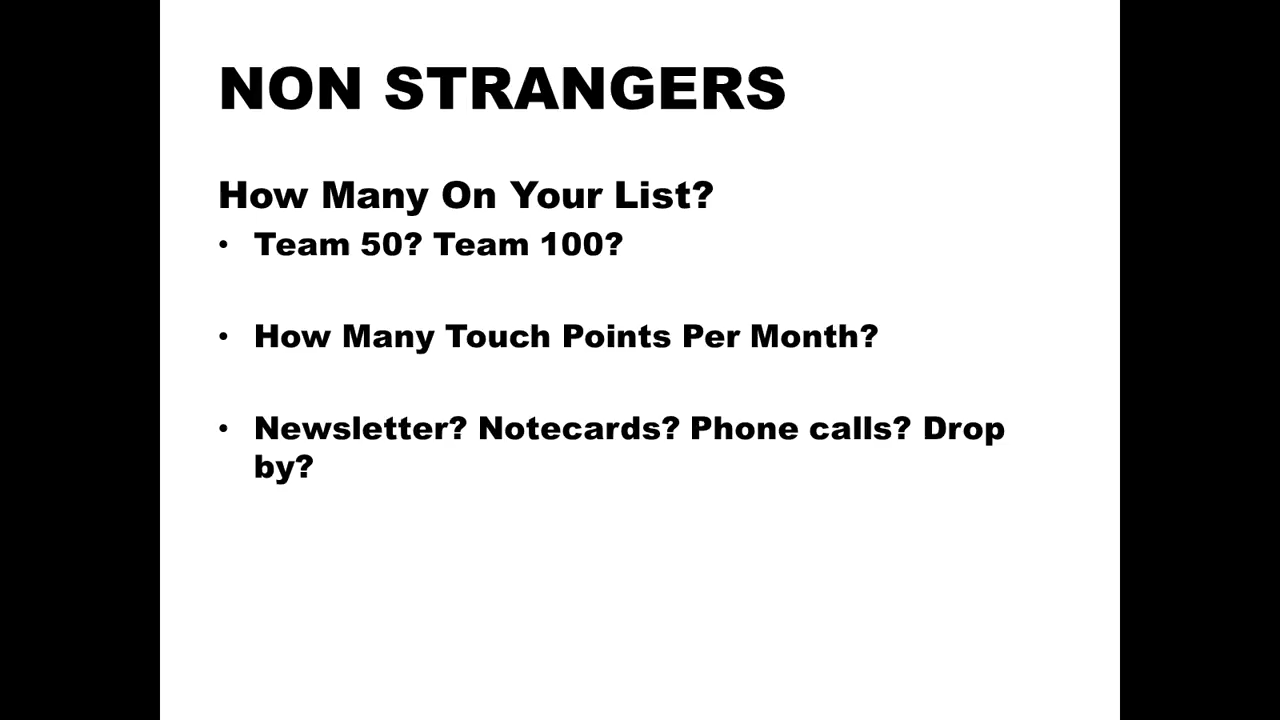 NON STRANGERS
How Many On Your List?
• Team 50? Team 100?
• How Many Touch Points Per Month?
• Newsletter? Notecards? Phone calls? Drop
by?